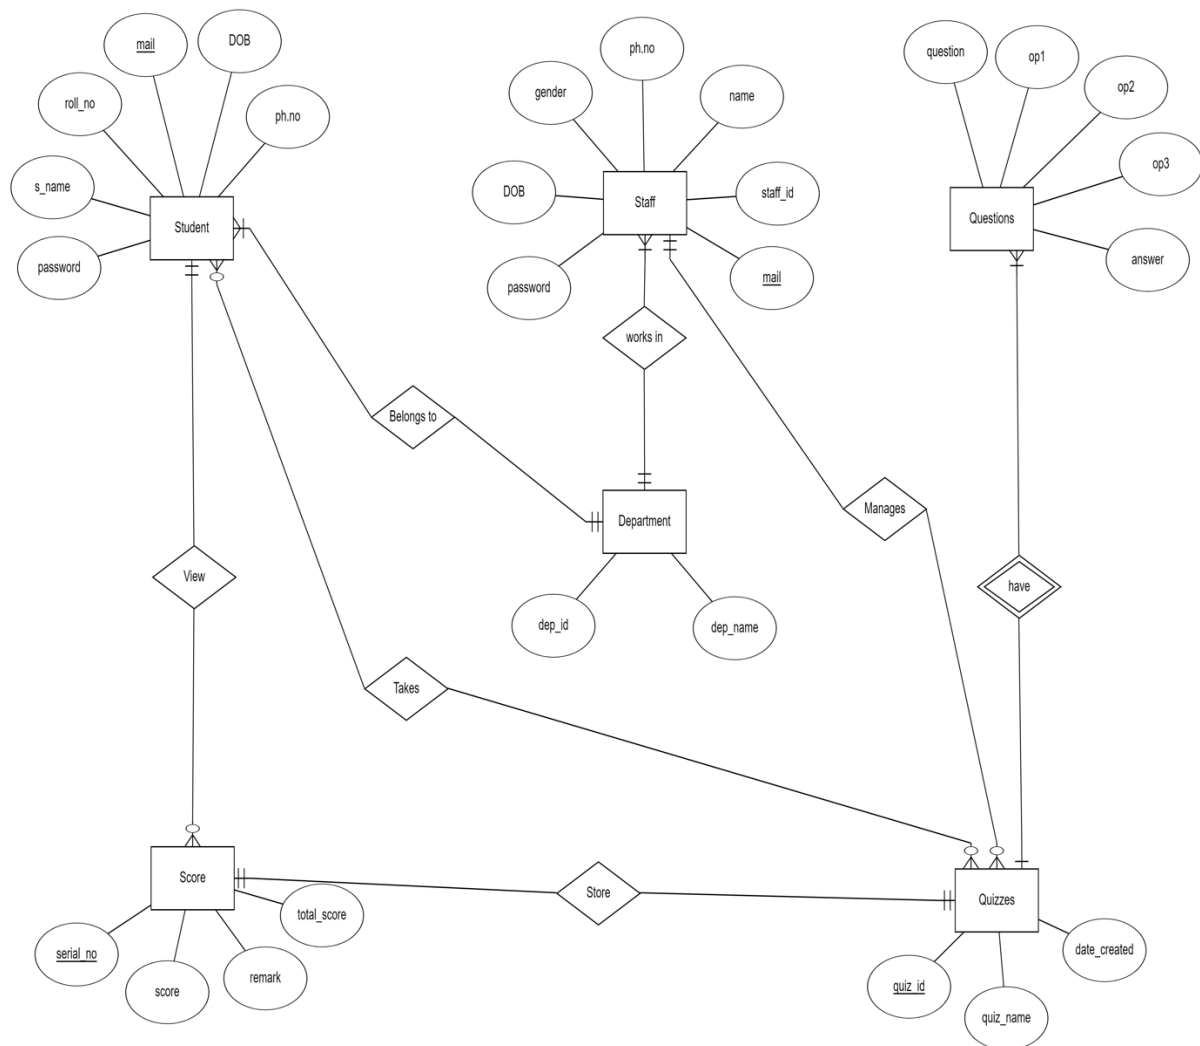 mail
DOB
roll_no
ph.no
s_name
password
Student
ph.no
gender
name
DOB
staff_id
password
mail
Staff
question
op1
op2
op3
answer
Questions
works in
Belongs to
Department
dep_id
dep_name
Manages
have
View
Takes
Score
total_score
serial_no
score
remark
Store
Quizzes
date_created
quiz_id
quiz_name